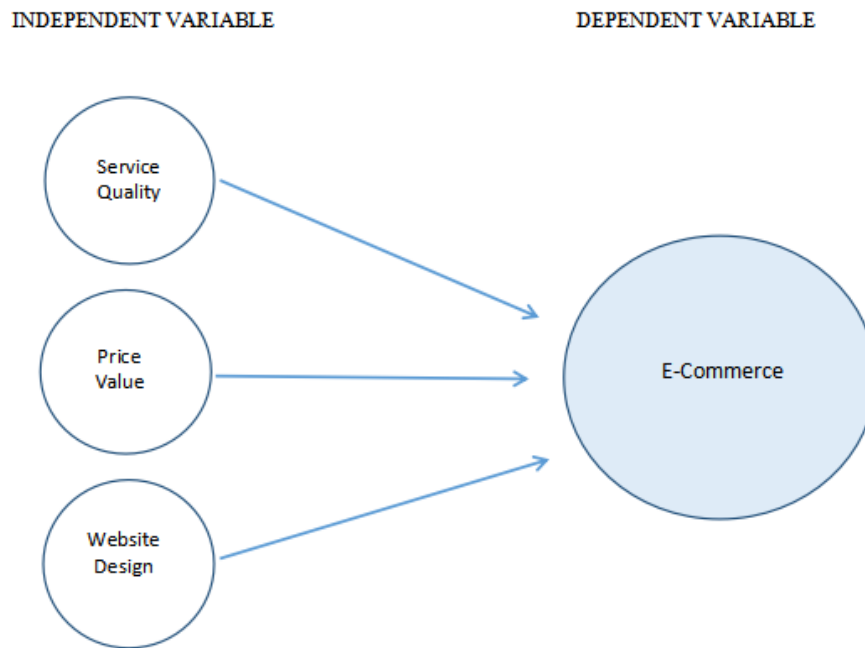 INDEPENDENT VARIABLE
DEPENDENT VARIABLE
Service
Quality
Price
Value
E-Commerce
Website
Design